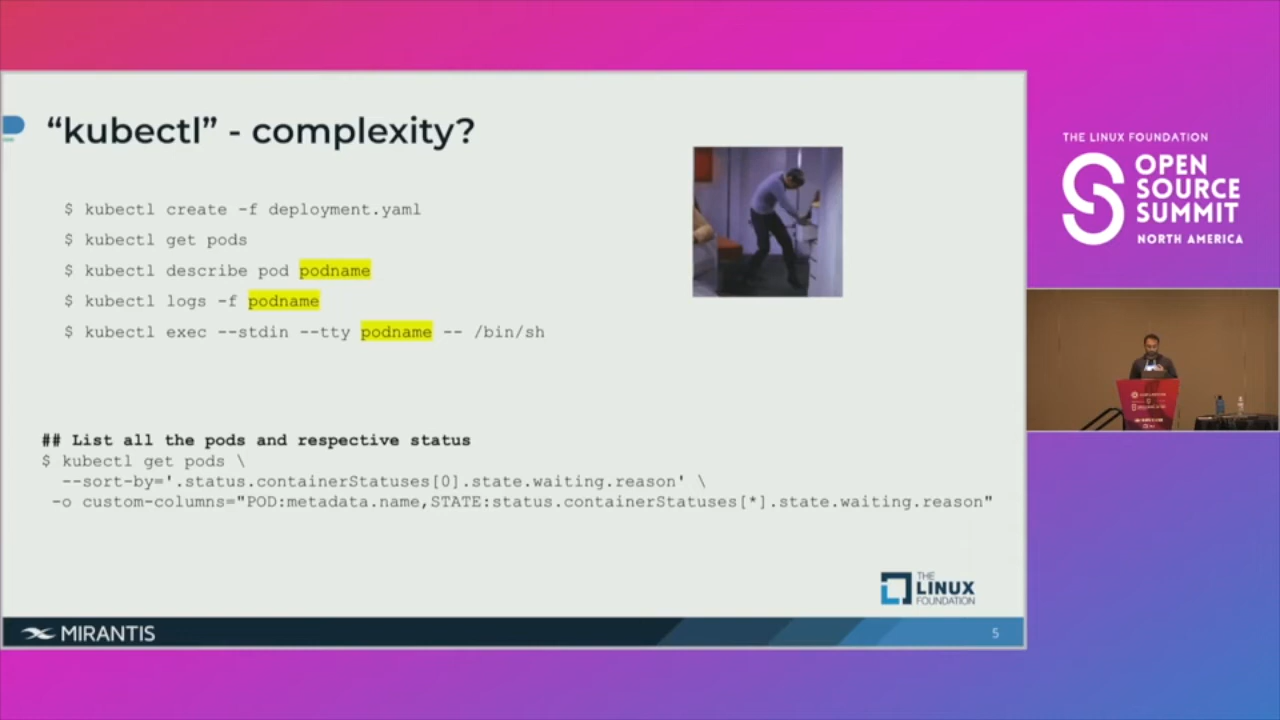 “kubectl” - complexity?
$ kubectl create -f deployment.yaml
$ kubectl get pods
$ kubectl describe pod podname
$ kubectl logs -f podname
$ kubectl exec --stdin --tty podname -- /bin/sh
## List all the pods and respective status
$ kubectl get pods \
--sort-by='.status.containerStatuses[0].state.waiting.reason' \
-o custom-columns="POD:metadata.name,STATE:status.containerStatuses[*].state.waiting.reason"
THE
LINUX
FOUNDATION
MIRANTIS
5
THE LINUX FOUNDATION
OPEN
SOURCE
SUMMIT
NORTH AMERICA